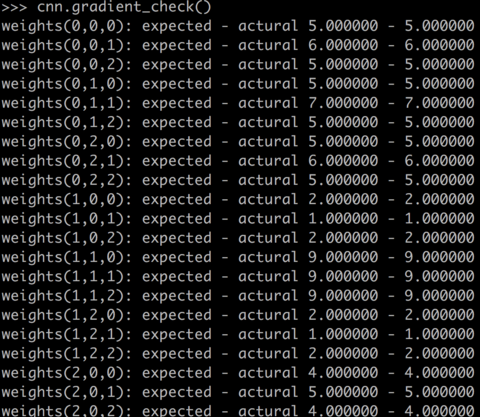 >>> cnn.gradient_check()
weights(0,0,0): expected - actural 5.000000 - 5.000000
weights(0,0,1): expected - actural 6.000000 - 6.000000
weights(0,0,2): expected - actural 5.000000 - 5.000000
weights(0,1,0): expected - actural 5.000000 - 5.000000
weights(0,1,1): expected - actural 7.000000 - 7.000000
weights(0,1,2): expected - actural 5.000000 - 5.000000
weights(0,2,0): expected - actural 5.000000 - 5.000000
weights(0,2,1): expected - actural 6.000000 - 6.000000
weights(0,2,2): expected - actural 5.000000 - 5.000000
weights(1,0,0): expected - actural 2.000000 - 2.000000
weights(1,0,1): expected - actural 1.000000 - 1.000000
weights(1,0,2): expected - actural 2.000000 - 2.000000
weights(1,1,0): expected - actural 9.000000 - 9.000000
weights(1,1,1): expected - actural 9.000000 - 9.000000
weights(1,1,2): expected - actural 9.000000 - 9.000000
weights(1,2,0): expected - actural 2.000000 - 2.000000
weights(1,2,1): expected - actural 1.000000 - 1.000000
weights(1,2,2): expected - actural 2.000000 - 2.000000
weights(2,0,0): expected - actural 4.000000 - 4.000000
weights(2,0,1): expected - actural 5.000000 - 5.000000
weights(2,0,2): expected - actural 4.000000 - 4.000000